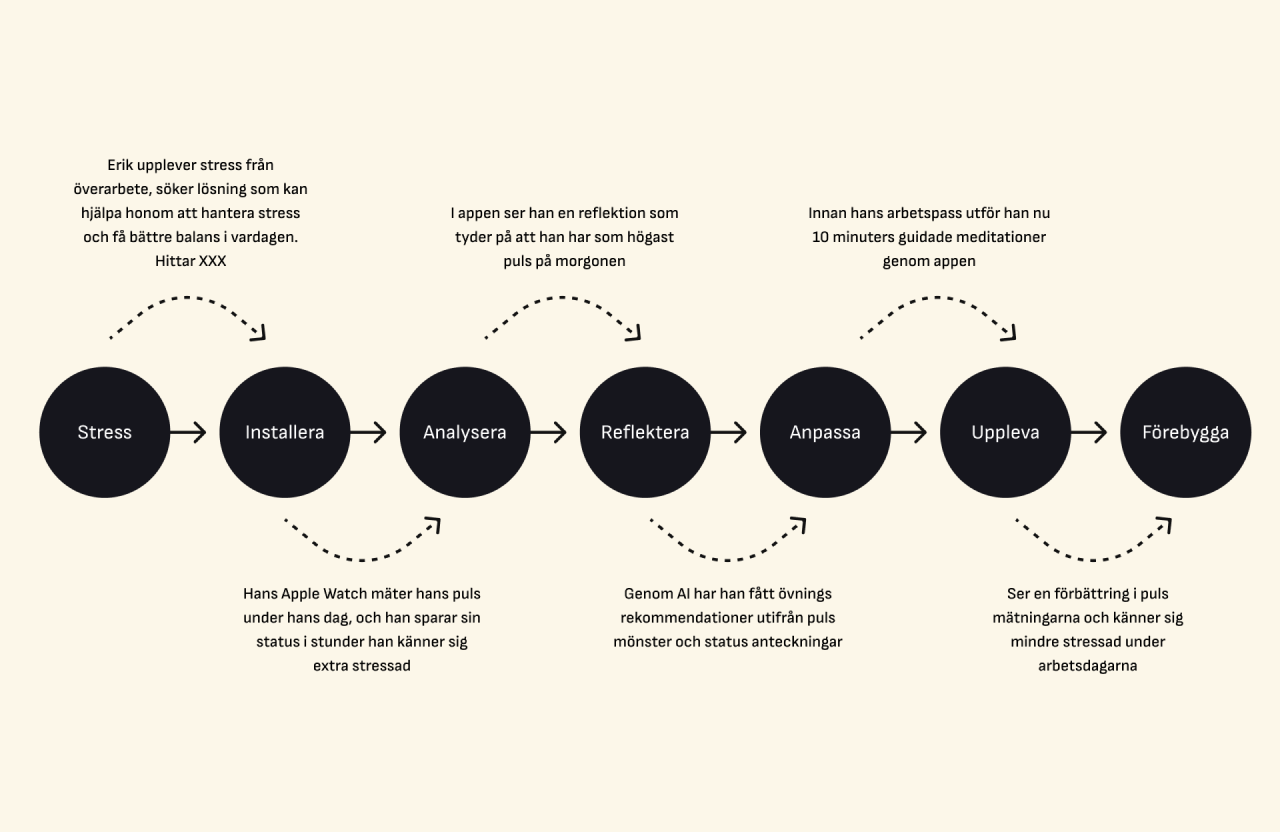 Erik upplever stress från
överarbete, söker lösning som kan
hjälpa honom att hantera stress
och få bättre balans i vardagen.
Hittar XXX
I appen ser han en reflektion som
tyder på att han har som högast
puls på morgonen
Innan hans arbetspass utför han nu
10 minuters guidade meditationer
genom appen
Stress
Installera
Analysera
Reflektera
Anpassa
Uppleva
Förebygga
Hans Apple Watch mäter hans puls
under hans dag, och han sparar sin
status i stunder han känner sig
extra stressad
Genom AI har han fått övnings
rekommendationer utifrån puls
mönster och status anteckningar
Ser en förbättring i puls
mätningarna och känner sig
mindre stressad under
arbetsdagarna